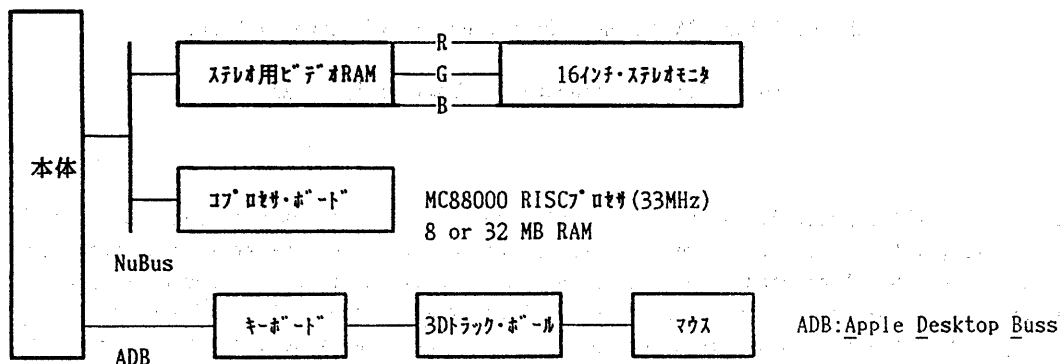 R
ステレオ用ビデオRAM
G
16インチ・ステレオモニタ
B
本体
コプロセサ・ボード
MC88000 RISCプロセサ(33MHz)
8 or 32 MB RAM
NuBus
キーボード
3Dトラック・ボール
マウス
ADB:Apple Desktop Buss
ADB